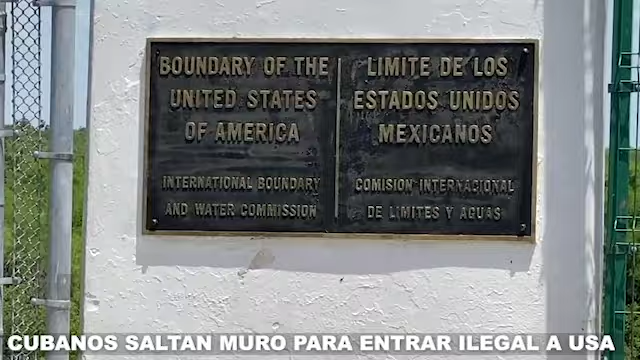 BOUNDARY OF THE
UNITED STATES
OF AMERICA
INTERNATIONAL BOUNDARY
AND WATER COMMISSION
LIMITE DE LOS
ESTADOS UNIDOS
MEXICANOS
COMISION INTERNACIONAL
DE LIMITES Y AGUAS
CUBANOS SALTAN MURO PARA ENTRAR ILEGAL A USA